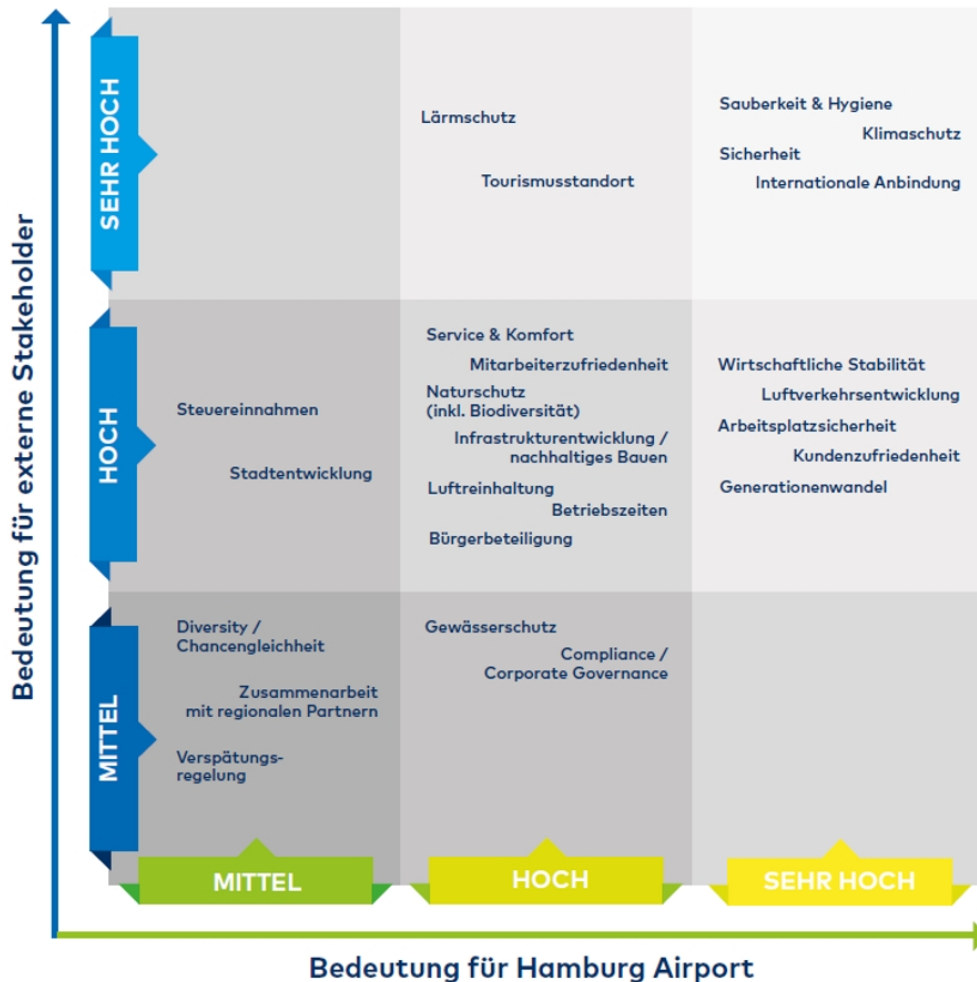 Bedeutung für externe Stakeholder
SEHR HOCH
Lärmschutz
Tourismusstandort
Sauberkeit & Hygiene
Klimaschutz
Sicherheit
Internationale Anbindung
HOCH
Steuereinnahmen
Stadtentwicklung
Service & Komfort
Mitarbeiterzufriedenheit
Naturschutz
(inkl. Biodiversität)
Infrastrukturentwicklung /
nachhaltiges Bauen
Luftreinhaltung
Betriebszeiten
Bürgerbeteiligung
Wirtschaftliche Stabilität
Luftverkehrsentwicklung
Arbeitsplatzsicherheit
Kundenzufriedenheit
Generationenwandel
MITTEL
Diversity /
Chancengleichheit
Zusammenarbeit
mit regionalen Partnern
Verspätungs-
regelung
Gewässerschutz
Compliance /
Corporate Governance
MITTEL
HOCH
SEHR HOCH
Bedeutung für Hamburg Airport